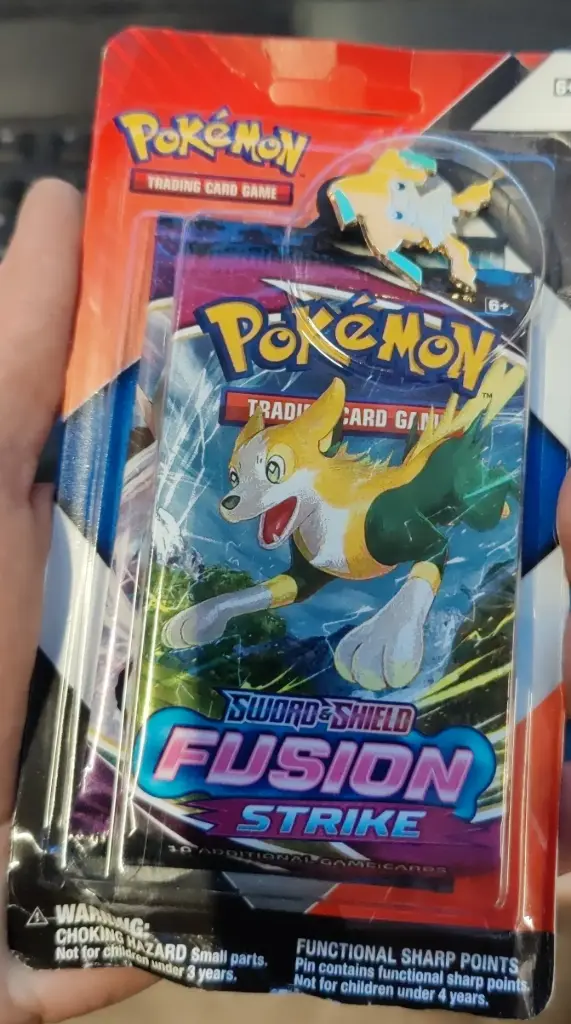 6+
POKéMON
TRADING CARD GAME
6+
POKéMON
TM
TRADING CARD GAME
SWORD & SHIELD
FUSION
STRIKE
10 ADDITIONAL GAME CARDS
WARNING:
CHOKING HAZARD Small parts.
Not for children under 3 years.
FUNCTIONAL SHARP POINTS
Pin contains functional sharp points.
Not for children under 4 years.